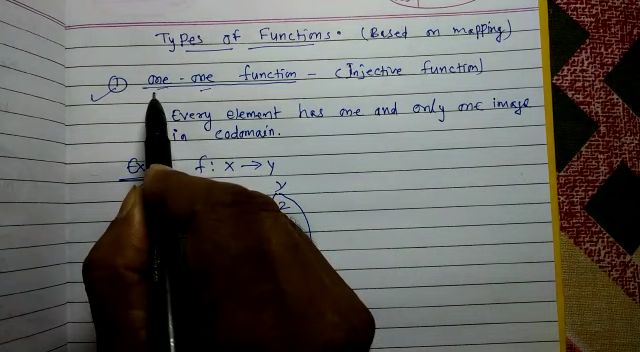 Types of Functions. (Based on mapping)
① one - one function - (Injective function)
Every element has one and only one image
in codomain.
Ex f: x → y
y
2